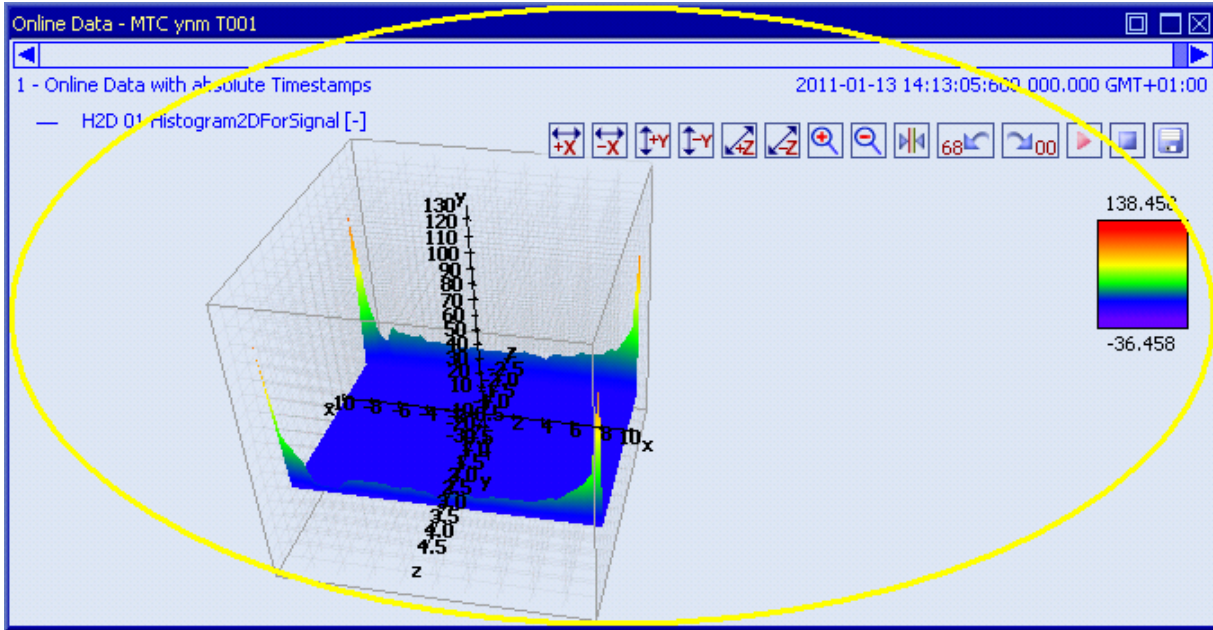 Online Data - MTC ynm T001
1 - Online Data with absolute Timestamps
2011-01-13 14:13:05:600.000.000 GMT+01:00
H2D 01 Histogram2DForSignal [-]
+X -X +Y -Y +Z -Z 68 00
138.458
-36.458
y
130
120
110
100
90
80
70
60
50
40
30
20
10
z
x 10 -8 -6 -4 2 4 6 8 10 x
y
3.5
4.0
4.5
z